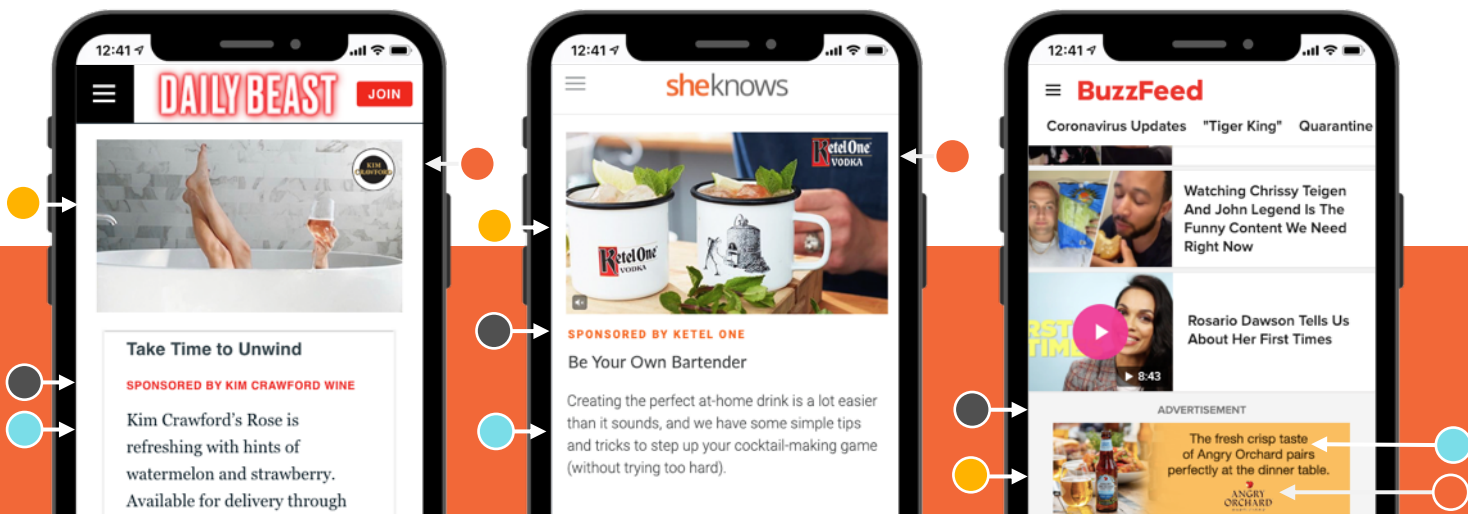 12:41
DAILY BEAST
JOIN
KIM
CRAWFORD
Take Time to Unwind
SPONSORED BY KIM CRAWFORD WINE
Kim Crawford's Rose is
refreshing with hints of
watermelon and strawberry.
Available for delivery through
12:41
sheknows
Ketel One
VODKA
Ketel One
VODKA
SPONSORED BY KETEL ONE
Be Your Own Bartender
Creating the perfect at-home drink is a lot easier
than it sounds, and we have some simple tips
and tricks to step up your cocktail-making game
(without trying too hard).
12:41
BuzzFeed
Coronavirus Updates "Tiger King" Quarantine
Watching Chrissy Teigen
And John Legend Is The
Funny Content We Need
Right Now
RST
TIM
8:43
Rosario Dawson Tells Us
About Her First Times
ADVERTISEMENT
The fresh crisp taste
of Angry Orchard pairs
perfectly at the dinner table.
ANGRY
ORCHARD